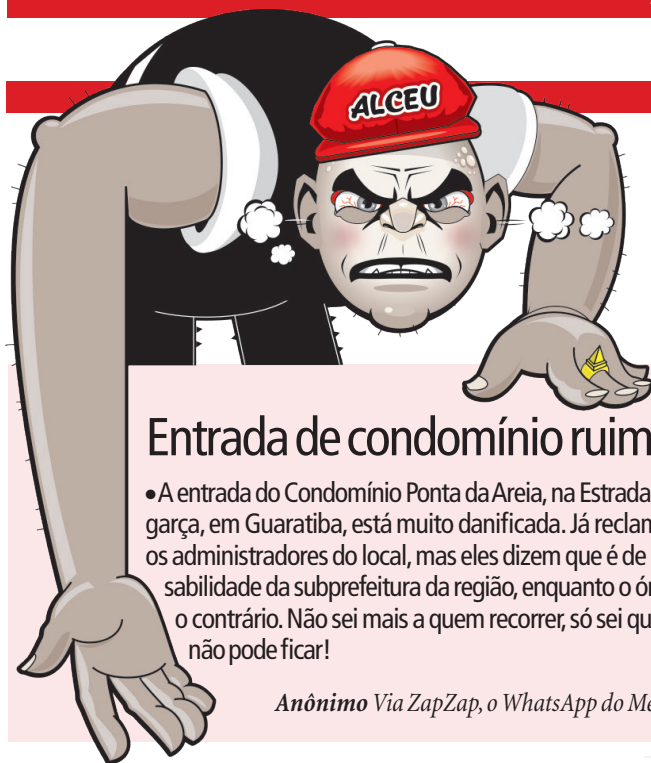 ALCEU
Entrada de condomínio ruim
•A entrada do Condomínio Ponta da Areia, na Estrada
garça, em Guaratiba, está muito danificada. Já reclam
os administradores do local, mas eles dizem que é de
sabilidade da subprefeitura da região, enquanto o ór
o contrário. Não sei mais a quem recorrer, só sei qu
não pode ficar!
Anônimo Via ZapZap, o WhatsApp do Me